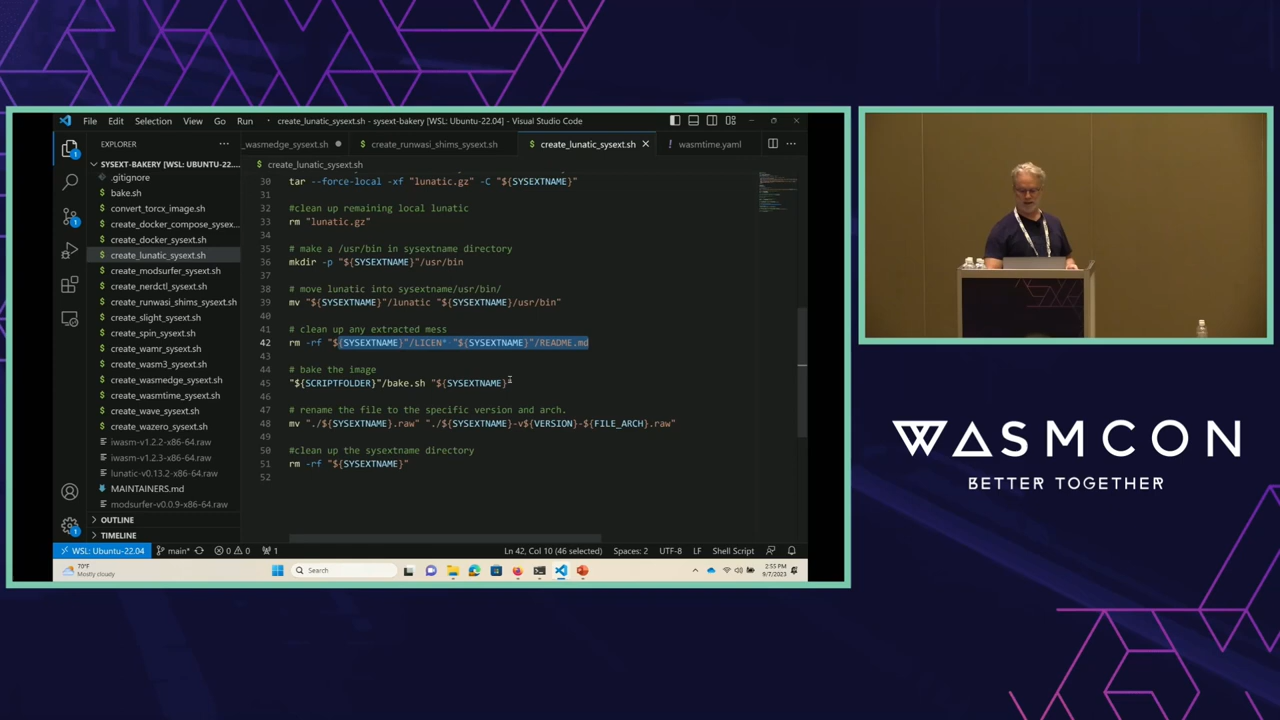 File Edit Selection View Go Run · create_lunatic_sysext.sh - sysext-bakery [WSL: Ubuntu-22.04] - Visual Studio Code
EXPLORER ···
_wasmedge_sysext.sh ●
$ create_runwasi_shims_sysext.sh
$ create_lunatic_sysext.sh ×
! wasmtime.yaml
SYSEXT-BAKERY [WSL: UBUNTU-22....
$ create_lunatic_sysext.sh
.gitignore
$ bake.sh
$ convert_torcx_image.sh
$ create_docker_compose_sysex...
$ create_docker_sysext.sh
$ create_lunatic_sysext.sh
$ create_modsurfer_sysext.sh
$ create_nerdctl_sysext.sh
$ create_runwasi_shims_sysext.sh
$ create_slight_sysext.sh
$ create_spin_sysext.sh
$ create_wamr_sysext.sh
$ create_wasm3_sysext.sh
$ create_wasmedge_sysext.sh
$ create_wasmtime_sysext.sh
$ create_wave_sysext.sh
$ create_wazero_sysext.sh
iwasm-v1.2.2-x86-64.raw
iwasm-v1.2.3-x86-64.raw
lunatic-v0.13.2-x86-64.raw
MAINTAINERS.md
modsurfer-v0.0.9-x86-64.raw
OUTLINE
TIMELINE
30 tar --force-local -xf "lunatic.gz" -C "${SYSEXTNAME}"
31
32 #clean up remaining local lunatic
33 rm "lunatic.gz"
34
35 # make a /usr/bin in sysextname directory
36 mkdir -p "${SYSEXTNAME}"/usr/bin
37
38 # move lunatic into sysextname/usr/bin/
39 mv "${SYSEXTNAME}"/lunatic "${SYSEXTNAME}/usr/bin"
40
41 # clean up any extracted mess
42 rm -rf "${SYSEXTNAME}"/LICEN* "${SYSEXTNAME}"/README.md
43
44 # bake the image
45 "${SCRIPTFOLDER}"/bake.sh "${SYSEXTNAME}"
46
47 # rename the file to the specific version and arch.
48 mv "./${SYSEXTNAME}.raw" "./${SYSEXTNAME}-v${VERSION}-${FILE_ARCH}.raw"
49
50 #clean up the sysextname directory
51 rm -rf "${SYSEXTNAME}"
52
WSL: Ubuntu-22.04 main* 0 0 1 Ln 42, Col 10 (46 selected) Spaces: 2 UTF-8 LF Shell Script
70°F
Mostly cloudy
Search
2:55 PM
9/7/2023
WASMCON
BETTER TOGETHER